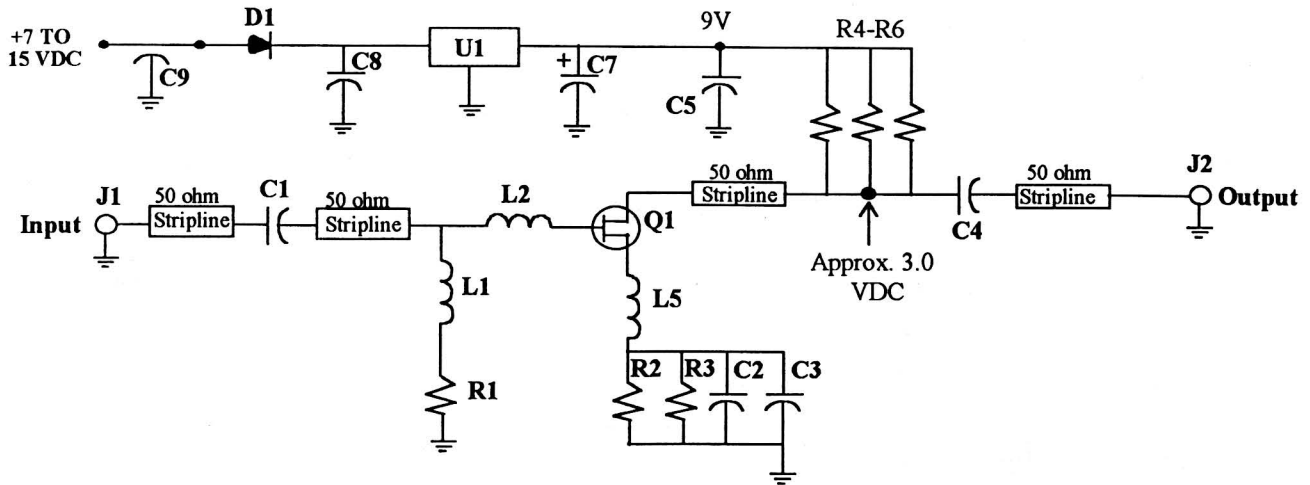 +7 TO
15 VDC
D1
C9
C8
U1
+
C7
9V
C5
R4-R6
Input
J1
50 ohm
Stripline
C1
50 ohm
Stripline
L2
Q1
50 ohm
Stripline
C4
50 ohm
Stripline
J2
Output
Approx. 3.0
VDC
L1
L5
R1
R2
R3
C2
C3